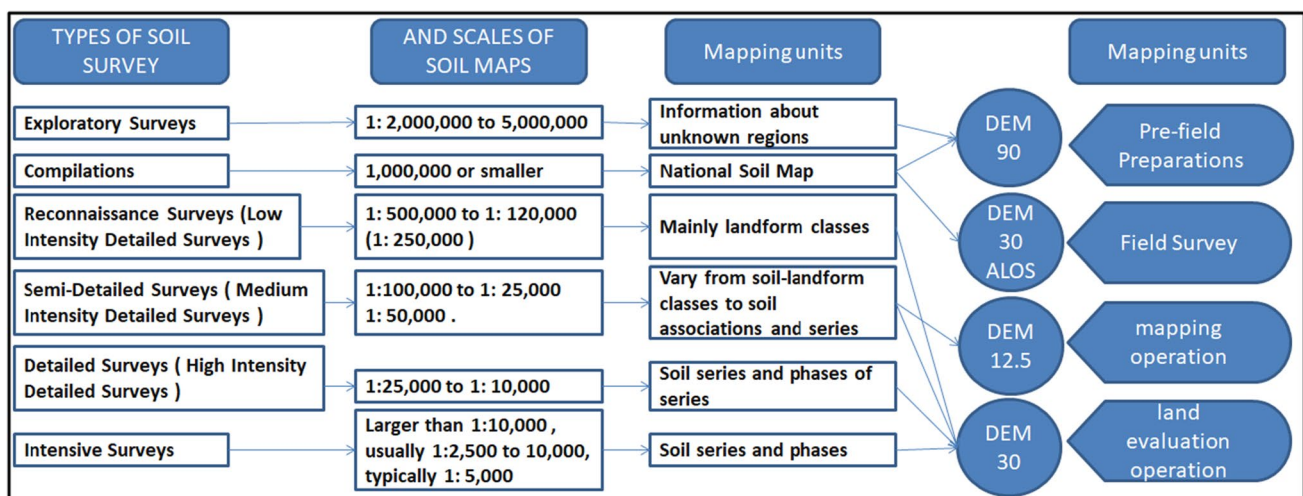 TYPES OF SOIL
SURVEY
AND SCALES OF
SOIL MAPS
Mapping units
Mapping units
Exploratory Surveys
1: 2,000,000 to 5,000,000
Information about
unknown regions
DEM
90
Pre-field
Preparations
Compilations
1,000,000 or smaller
National Soil Map
Reconnaissance Surveys (Low
Intensity Detailed Surveys )
1: 500,000 to 1: 120,000
(1: 250,000 )
Mainly landform classes
DEM
30
ALOS
Field Survey
Semi-Detailed Surveys ( Medium
Intensity Detailed Surveys )
1:100,000 to 1: 25,000
1: 50,000 .
Vary from soil-landform
classes to soil
associations and series
DEM
12.5
mapping
operation
Detailed Surveys ( High Intensity
Detailed Surveys )
1:25,000 to 1: 10,000
Soil series and phases of
series
Intensive Surveys
Larger than 1:10,000 ,
usually 1:2,500 to 10,000,
typically 1: 5,000
Soil series and phases
DEM
30
land
evaluation
operation